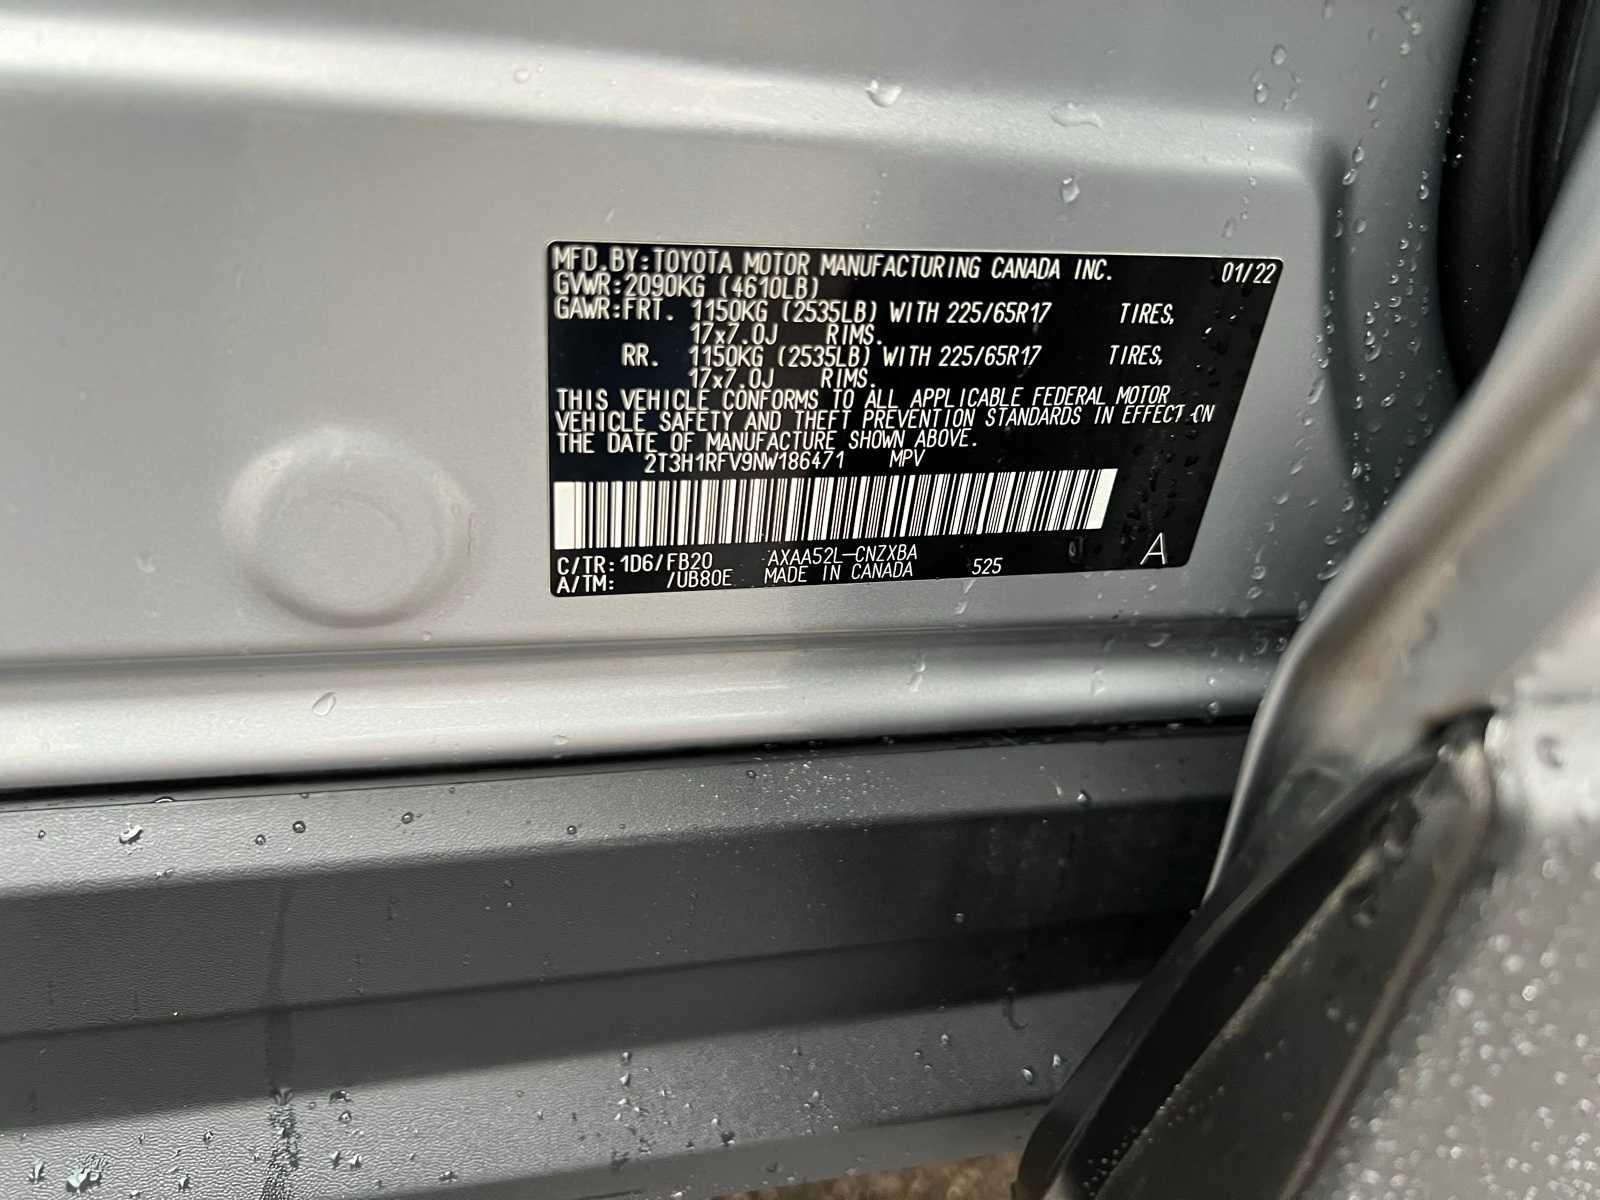 MFD.BY:TOYOTA MOTOR MANUFACTURING CANADA INC. 01/22
GVWR:2090KG (4610LB)
GAWR:FRT. 1150KG (2535LB) WITH 225/65R17 TIRES,
17x7.0J RIMS.
RR. 1150KG (2535LB) WITH 225/65R17 TIRES,
17x7.0J RIMS.
THIS VEHICLE CONFORMS TO ALL APPLICABLE FEDERAL MOTOR
VEHICLE SAFETY AND THEFT PREVENTION STANDARDS IN EFFECT ON
THE DATE OF MANUFACTURE SHOWN ABOVE.
2T3H1RFV9NW186471 MPV
C/TR:1D6/FB20 AXAA52L-CNZXBA 525 A
A/TM: /UB80E MADE IN CANADA